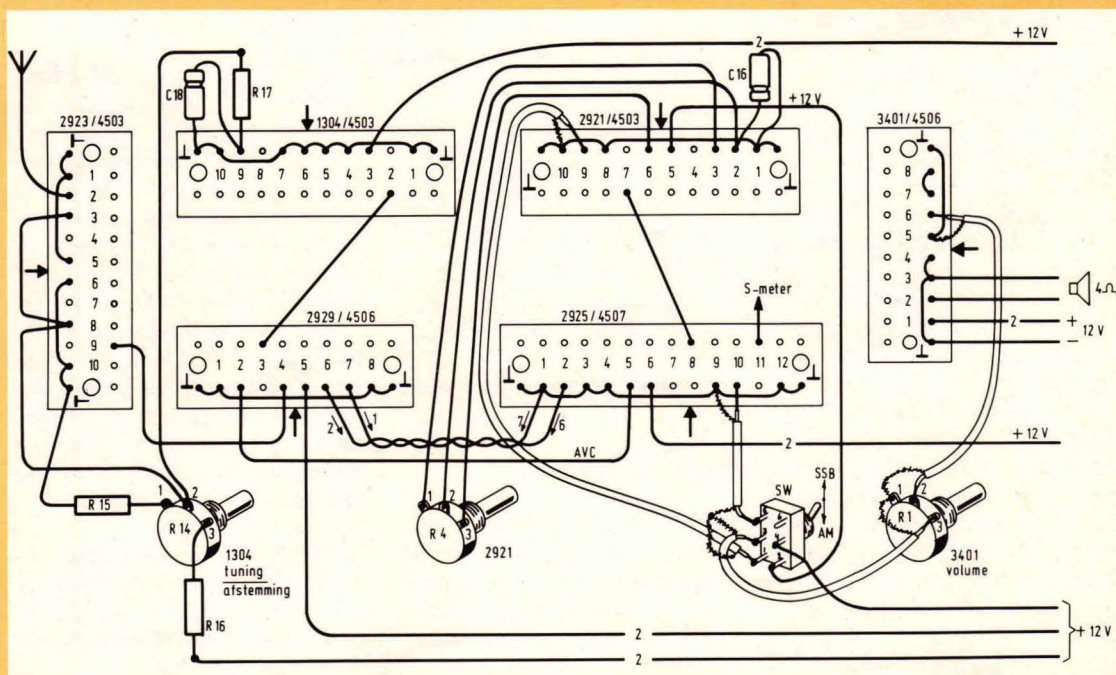 + 12V
2
C18
R 17
C16
+ 12 V
2923/4503
1304/4503
2921/4503
3401/4506
1
2
3
4
5
6
7
8
9
10
10 9 8 7 6 5 4 3 2 1
10 9 8 7 6 5 4 3 2 1
8
7
6
5
4
3
2
1
4Ω
2
+
12 V
−
S-meter
2929/4506
2925/4507
1 2 3 4 5 6 7 8
1 2 3 4 5 6 7 8 9 10 11 12
2 1
7 6
2
+ 12 V
AVC
SW
SSB
AM
R 15
1 2
R 14
3
1304
tuning
afstemming
1 2
R 4
3
2921
1 2
R 1
3
3401
volume
R 16
2
2
+ 12 V